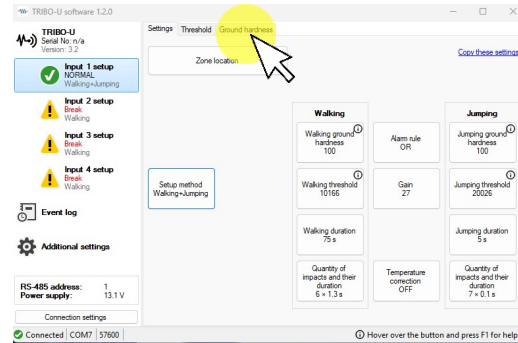 TRIBO-U software 1.2.0
TRIBO-U
Serial No: n/a
Version: 3.2
Input 1 setup
NORMAL
Walking+Jumping
Input 2 setup
Break
Walking
Input 3 setup
Break
Walking
Input 4 setup
Break
Walking
Event log
Additional settings
RS-485 address: 1
Power supply: 13.1 V
Connection settings
Settings Threshold Ground hardness
Zone location
Copy these settings
Walking
Jumping
Walking ground
hardness
100
Alarm rule
OR
Jumping ground
hardness
100
Setup method
Walking+Jumping
Walking threshold
10166
Gain
27
Jumping threshold
20026
Walking duration
75 s
Jumping duration
5 s
Quantity of
impacts and their
duration
6 × 1.3 s
Temperature
correction
OFF
Quantity of
impacts and their
duration
7 × 0.1 s
Connected COM7 57600
Hover over the button and press F1 for help